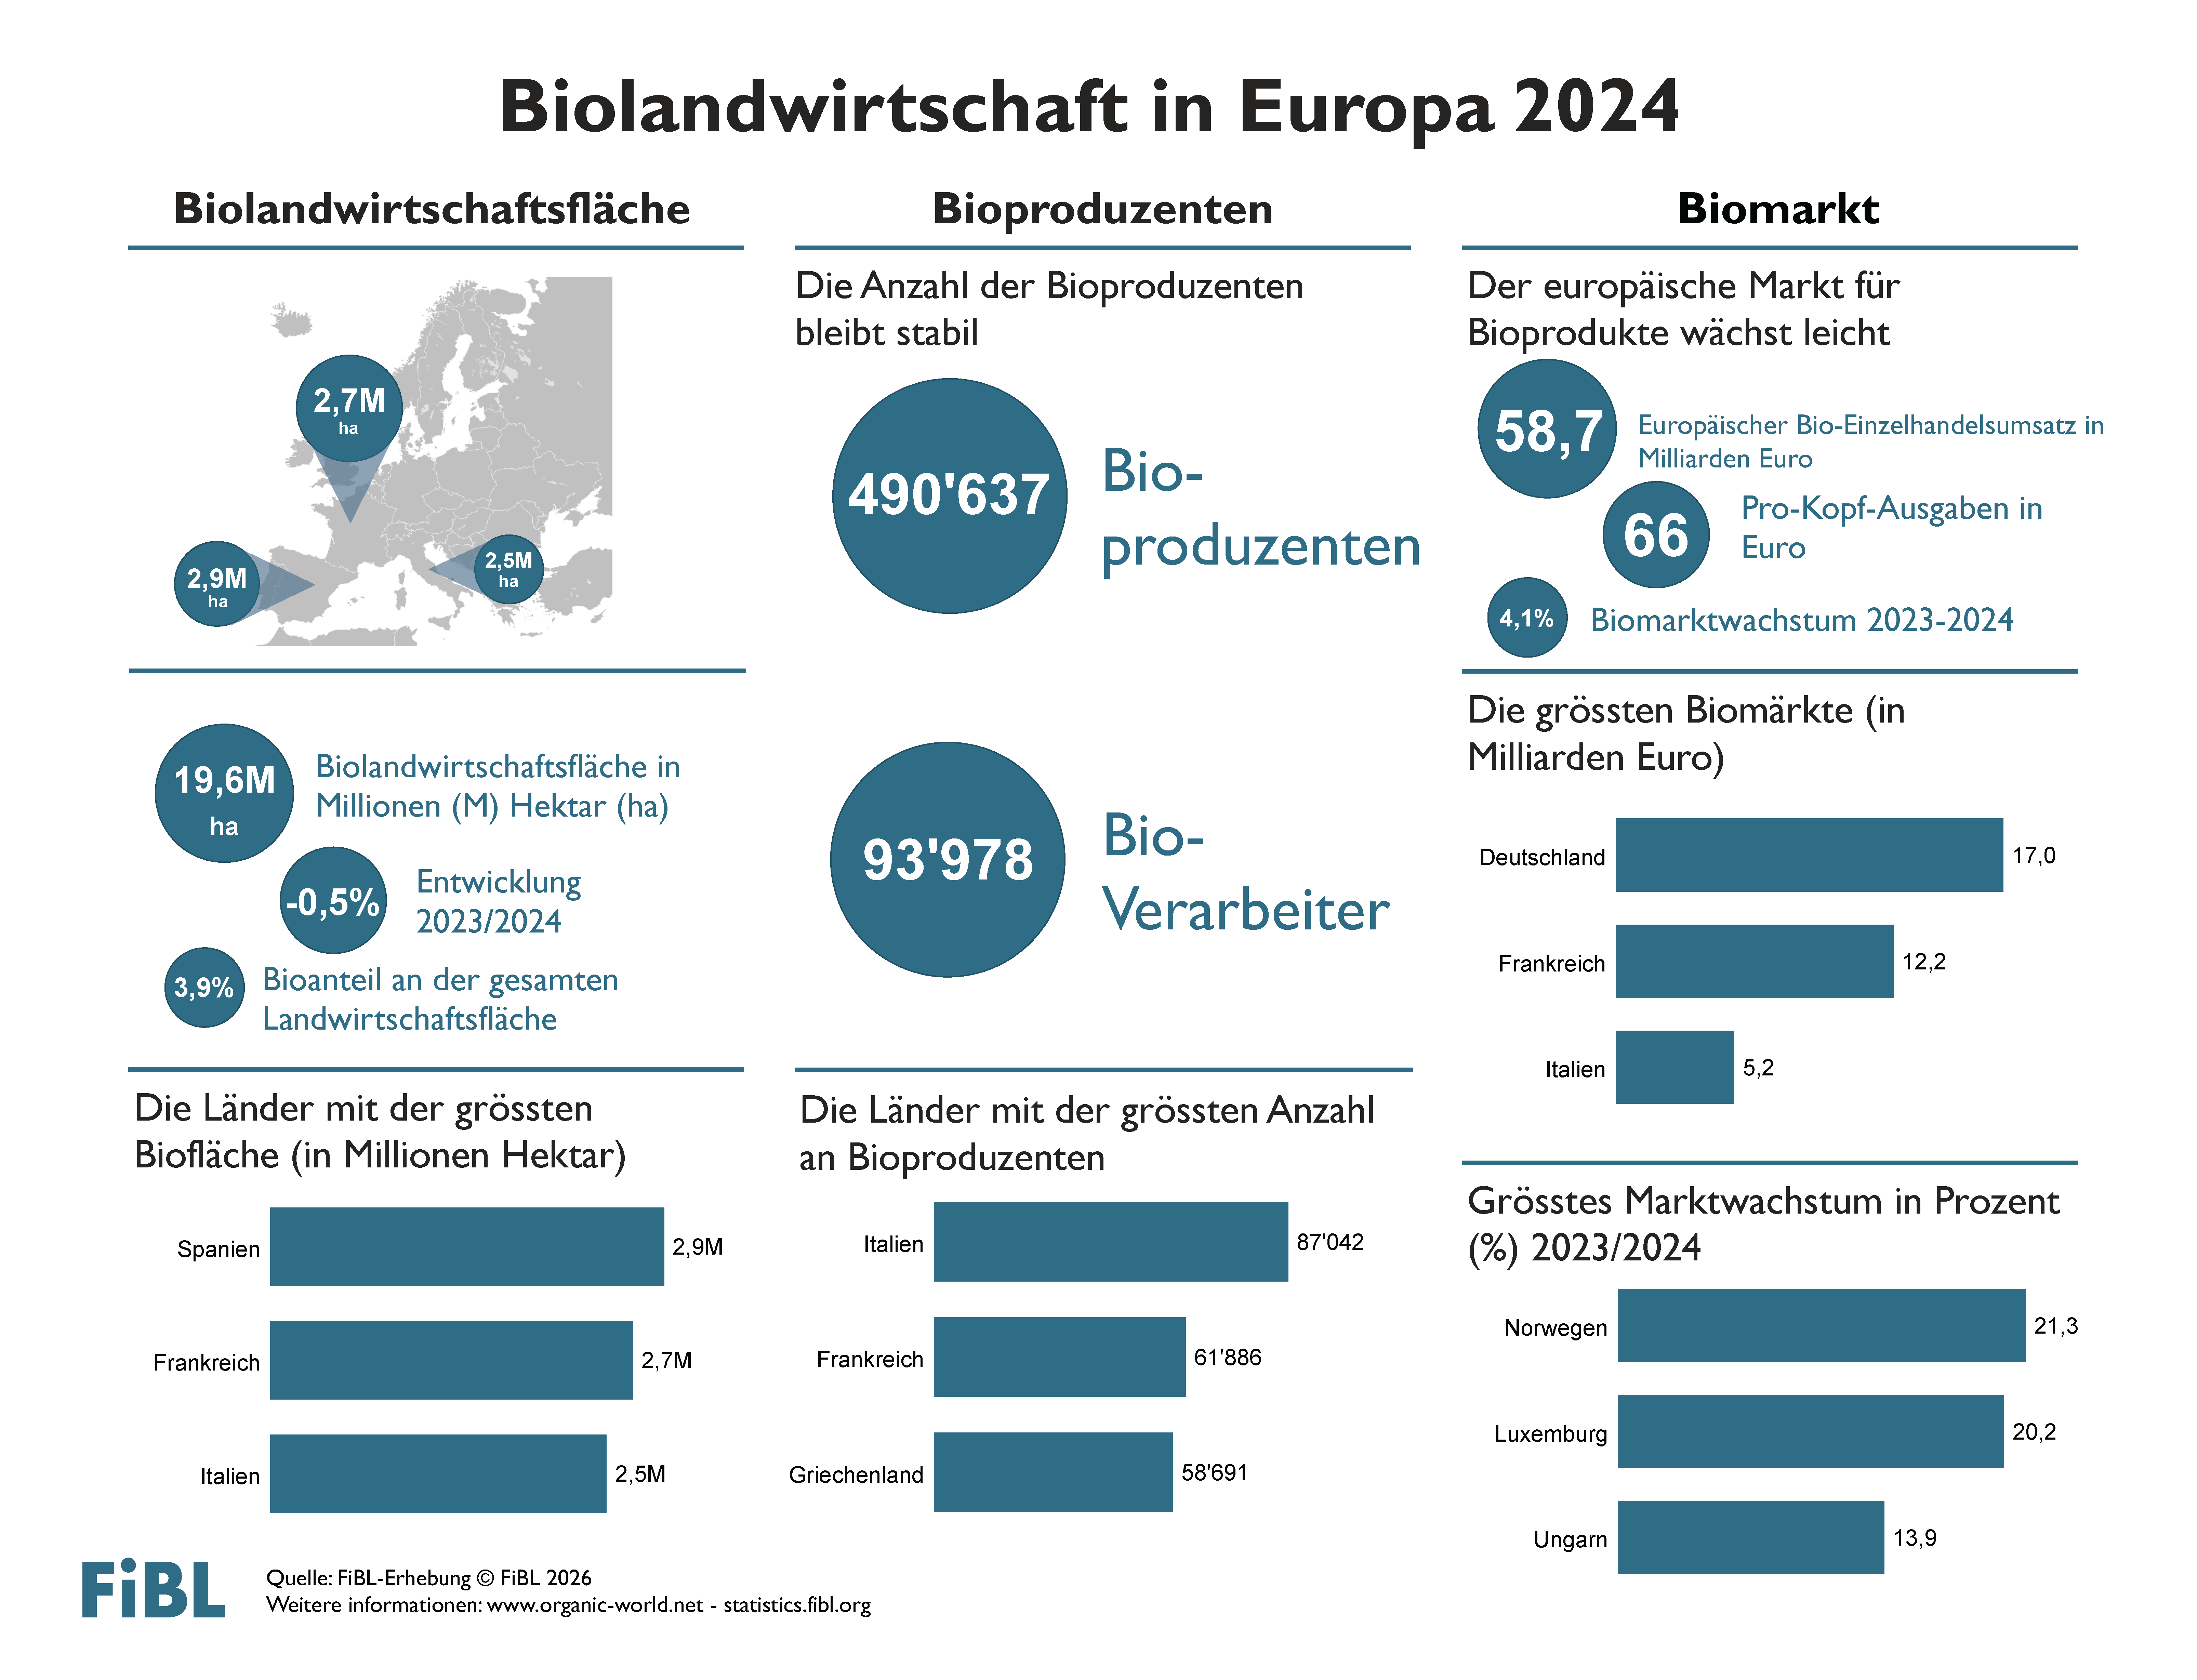 Biolandwirtschaft in Europa 2024
Biolandwirtschaftsfläche
2,7M
ha
2,9M
ha
2,5M
ha
19,6M
ha
Biolandwirtschaftsfläche in
Millionen (M) Hektar (ha)
-0,5%
Entwicklung
2023/2024
3,9%
Bioanteil an der gesamten
Landwirtschaftsfläche
Die Länder mit der grössten
Biofläche (in Millionen Hektar)
Spanien 2,9M
Frankreich 2,7M
Italien 2,5M
Bioproduzenten
Die Anzahl der Bioproduzenten
bleibt stabil
490'637
Bio-
produzenten
93'978
Bio-
Verarbeiter
Die Länder mit der grössten Anzahl
an Bioproduzenten
Italien 87'042
Frankreich 61'886
Griechenland 58'691
Biomarkt
Der europäische Markt für
Bioprodukte wächst leicht
58,7
Europäischer Bio-Einzelhandelsumsatz in
Milliarden Euro
66
Pro-Kopf-Ausgaben in
Euro
4,1%
Biomarktwachstum 2023-2024
Die grössten Biomärkte (in
Milliarden Euro)
Deutschland 17,0
Frankreich 12,2
Italien 5,2
Grösstes Marktwachstum in Prozent
(%) 2023/2024
Norwegen 21,3
Luxemburg 20,2
Ungarn 13,9
FiBL
Quelle: FiBL-Erhebung © FiBL 2026
Weitere informationen: www.organic-world.net - statistics.fibl.org